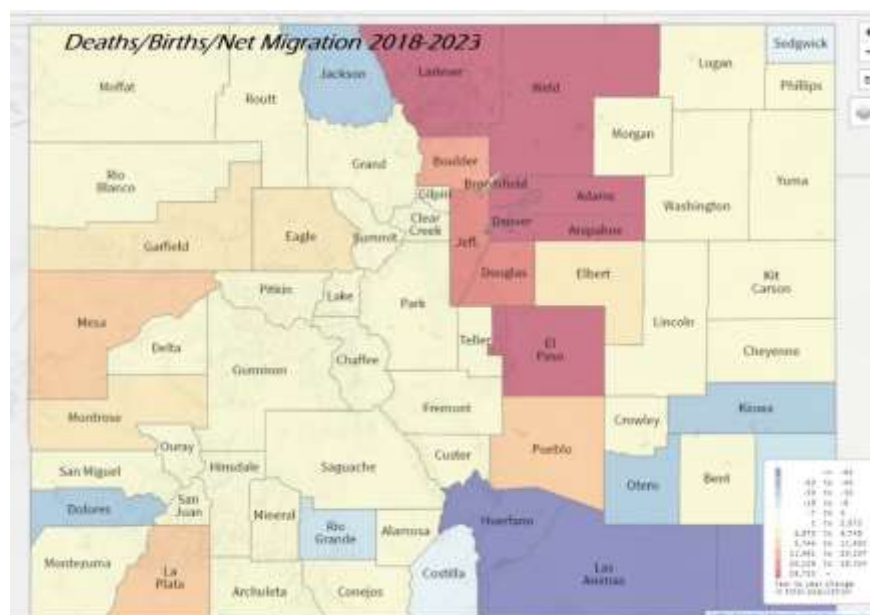 Deaths/Births/Net Migration 2018-2023
Sedgwick
Jackson
Larimer
Logan
Moffat
Weld
Phillips
Routt
Morgan
Grand
Boulder
Rio
Blanco
Yuma
Broomfield
Gilpin
Adams
Washington
Clear
Creek
Denver
Eagle
Summit
Arapahoe
Garfield
Jeff.
Douglas
Elbert
Kit
Carson
Pitkin
Lake
Park
Mesa
Lincoln
Teller
El
Paso
Delta
Cheyenne
Chaffee
Gunnison
Fremont
Kiowa
Montrose
Crowley
Ouray
Custer
Pueblo
San Miguel
Hinsdale
Saguache
Bent
Otero
San
Juan
Dolores
Mineral
Rio
Grande
Alamosa
Huerfano
Montezuma
La
Plata
Costilla
Las
Animas
Archuleta
Conejos
Year to year change